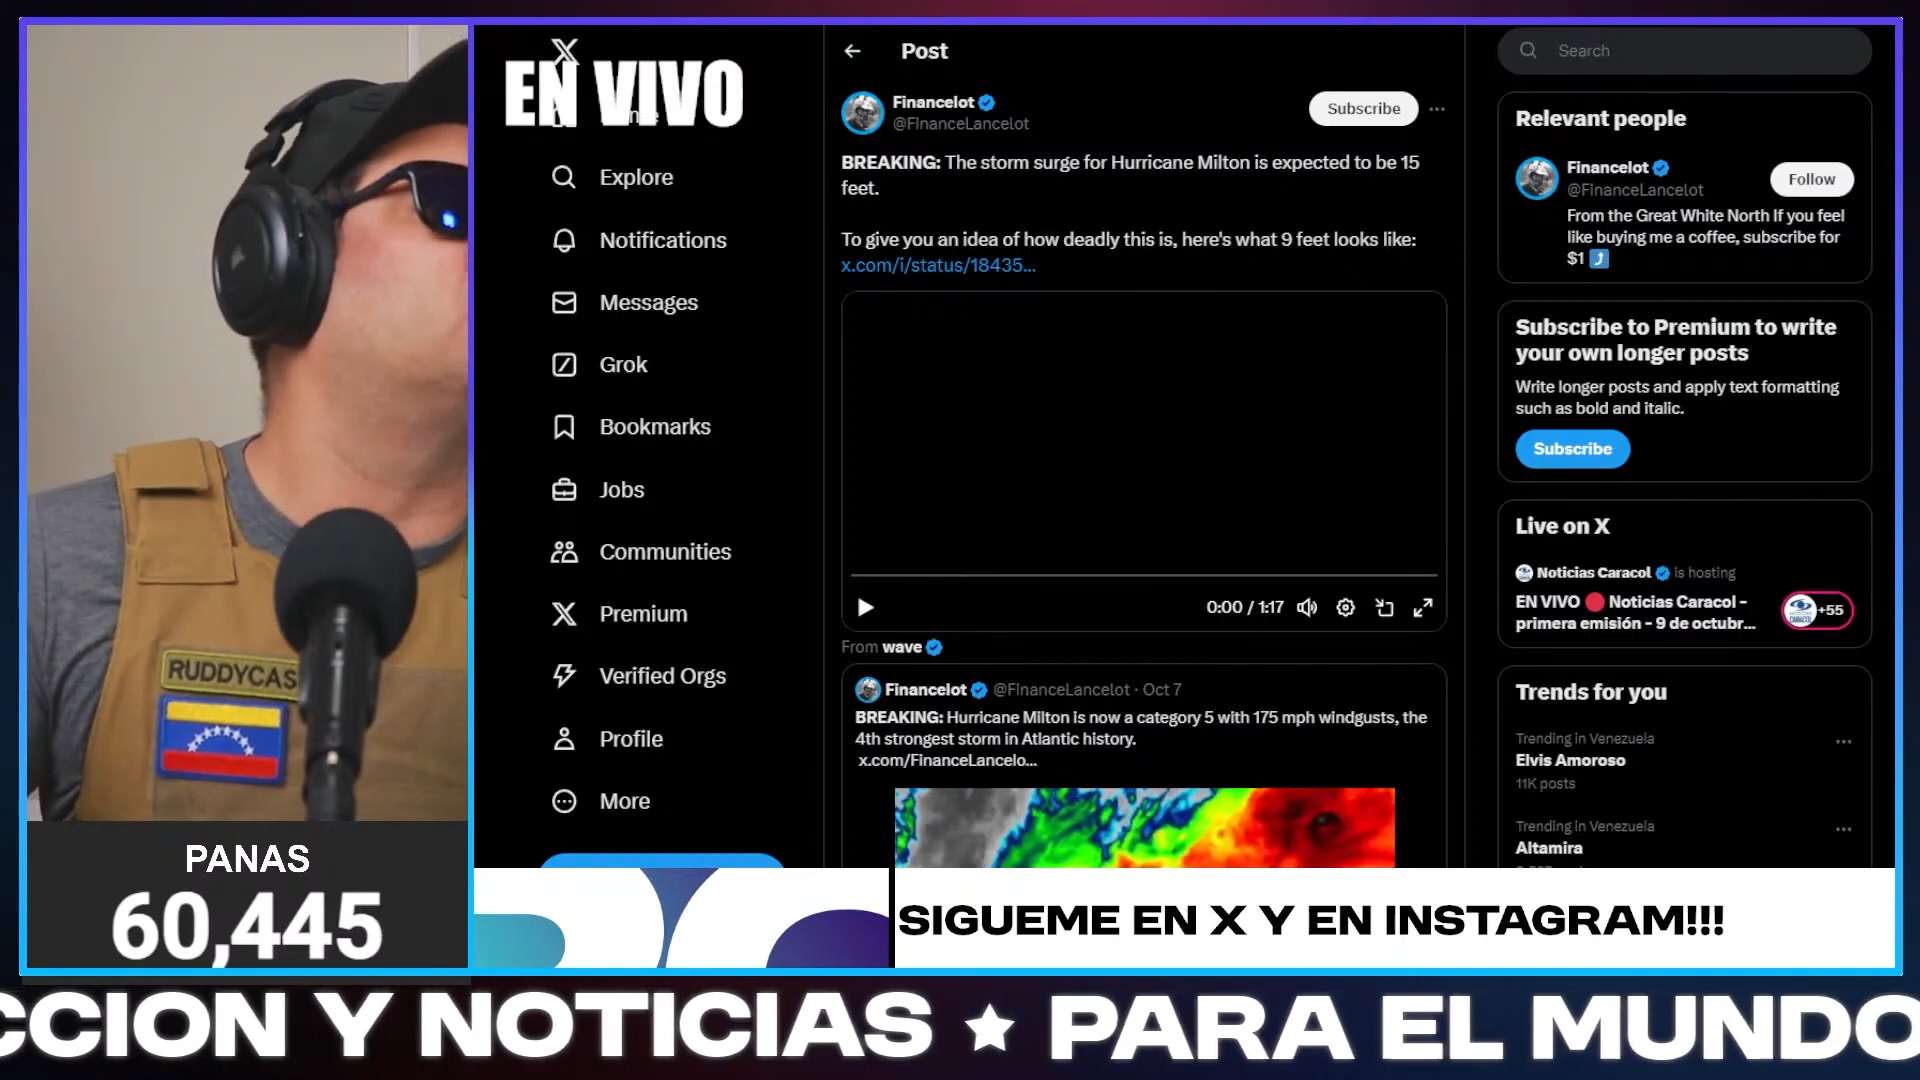 EN VIVO
Explore
Notifications
Messages
Grok
Bookmarks
Jobs
Communities
Premium
Verified Orgs
Profile
More
RUDDYCAS
PANAS
60,445
Post
Financelot
@FinanceLancelot
Subscribe
BREAKING: The storm surge for Hurricane Milton is expected to be 15
feet.
To give you an idea of how deadly this is, here's what 9 feet looks like:
x.com/i/status/18435...
0:00 / 1:17
From wave
Financelot @FinanceLancelot · Oct 7
BREAKING: Hurricane Milton is now a category 5 with 175 mph windgusts, the
4th strongest storm in Atlantic history.
x.com/FinanceLancelo...
Search
Relevant people
Financelot
@FinanceLancelot
Follow
From the Great White North If you feel
like buying me a coffee, subscribe for
$1
Subscribe to Premium to write
your own longer posts
Write longer posts and apply text formatting
such as bold and italic.
Subscribe
Live on X
Noticias Caracol is hosting
EN VIVO 🔴 Noticias Caracol -
primera emisión - 9 de octubr...
+55
Trends for you
Trending in Venezuela
Elvis Amoroso
11K posts
Trending in Venezuela
Altamira
SIGUEME EN X Y EN INSTAGRAM!!!
CCION Y NOTICIAS ★ PARA EL MUNDO